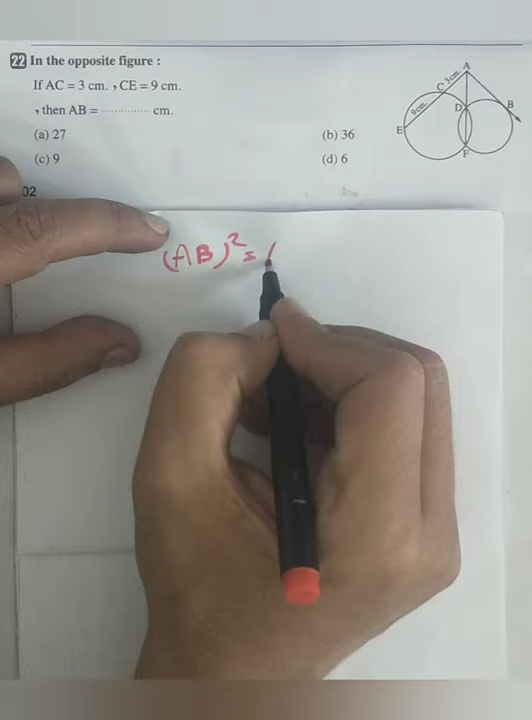 22 In the opposite figure :
If AC = 3 cm. , CE = 9 cm.
, then AB = ·············· cm.
(a) 27 (b) 36
(c) 9 (d) 6
A
3cm.
C
9cm.
D
B
E
F
02
(AB)² = (